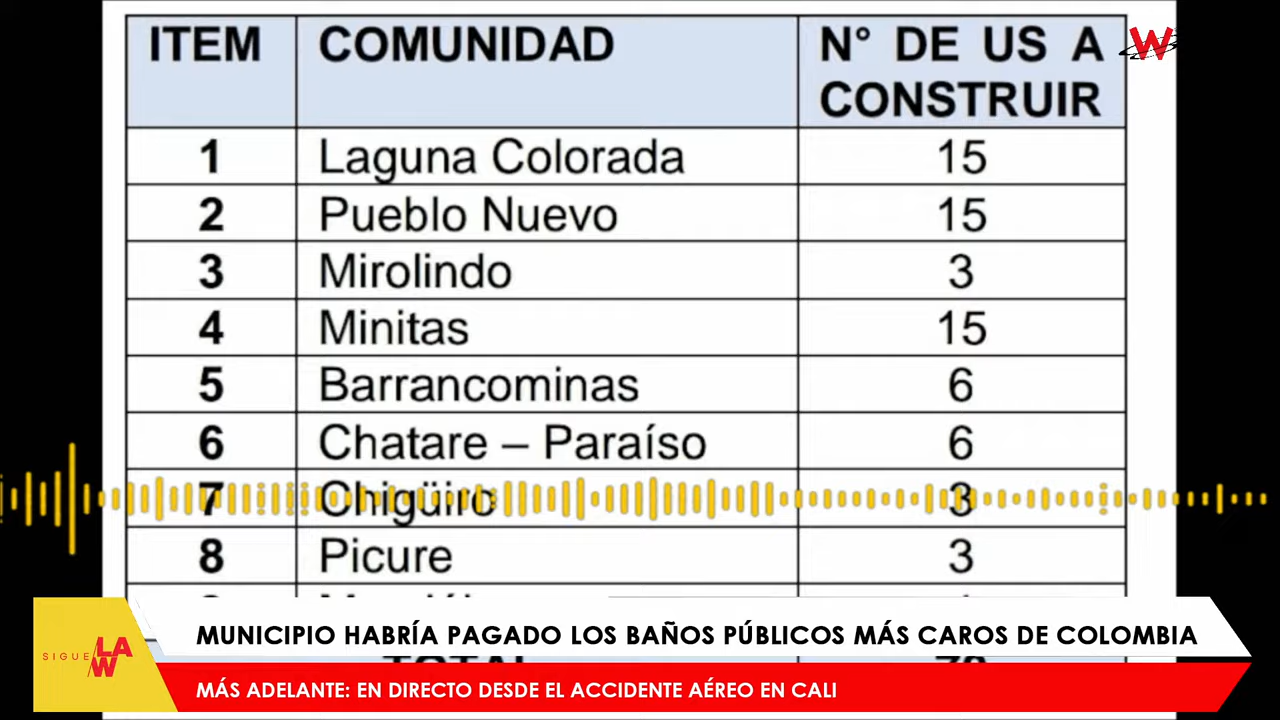 ITEM COMUNIDAD N° DE US A
CONSTRUIR
W
1 Laguna Colorada 15
2 Pueblo Nuevo 15
3 Mirolindo 3
4 Minitas 15
5 Barrancominas 6
6 Chatare – Paraíso 6
7 Chigüiro 3
8 Picure 3
MUNICIPIO HABRÍA PAGADO LOS BAÑOS PÚBLICOS MÁS CAROS DE COLOMBIA
SIGUE LA W
TOTAL
MÁS ADELANTE: EN DIRECTO DESDE EL ACCIDENTE AÉREO EN CALI